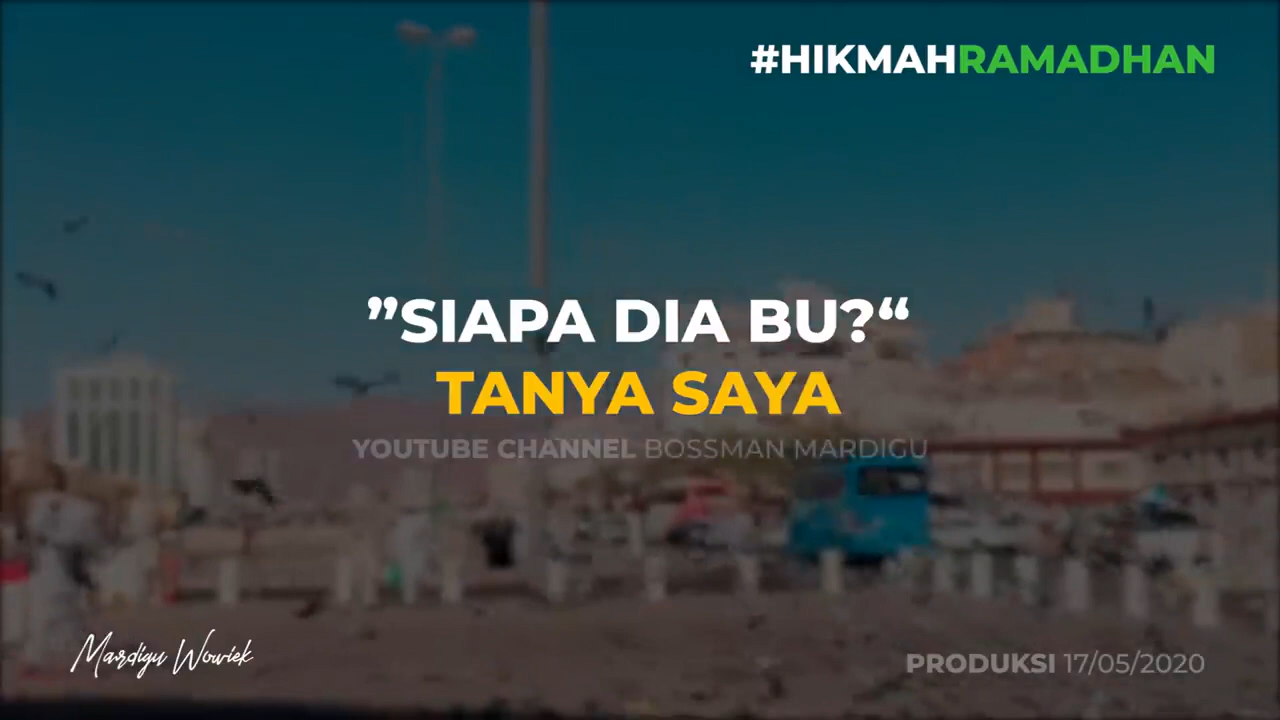 #HIKMAHRAMADHAN
”SIAPA DIA BU?“
TANYA SAYA
YOUTUBE CHANNEL BOSSMAN MARDIGU
Mardigu Wowiek
PRODUKSI 17/05/2020